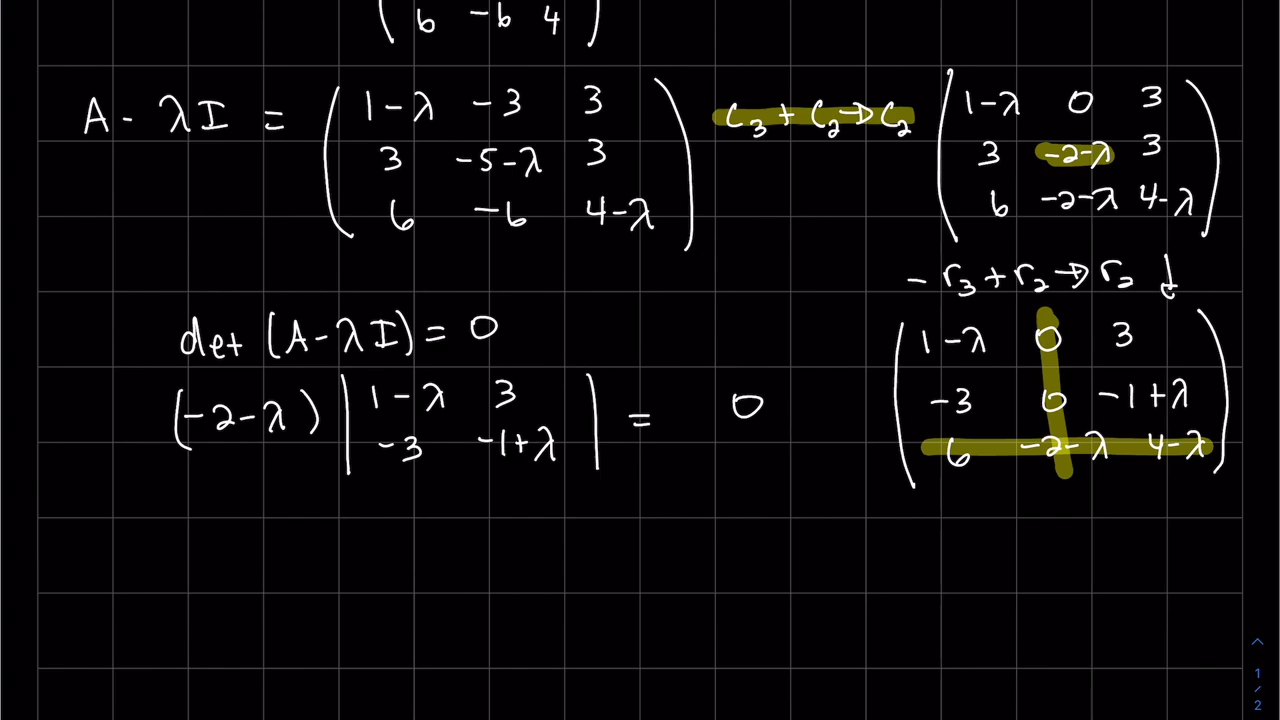 6 -6 4
A - λI = ( 1-λ -3 3 ; 3 -5-λ 3 ; 6 -6 4-λ ) C₃ + C₂ → C₂ ( 1-λ 0 3 ; 3 -2-λ 3 ; 6 -2-λ 4-λ )
- r₃ + r₂ → r₂ ↓
det (A - λI) = 0
(-2-λ) | 1-λ 3 ; -3 -1+λ | = 0
( 1-λ 0 3 ; -3 0 -1+λ ; 6 -2-λ 4-λ )
1
/
2